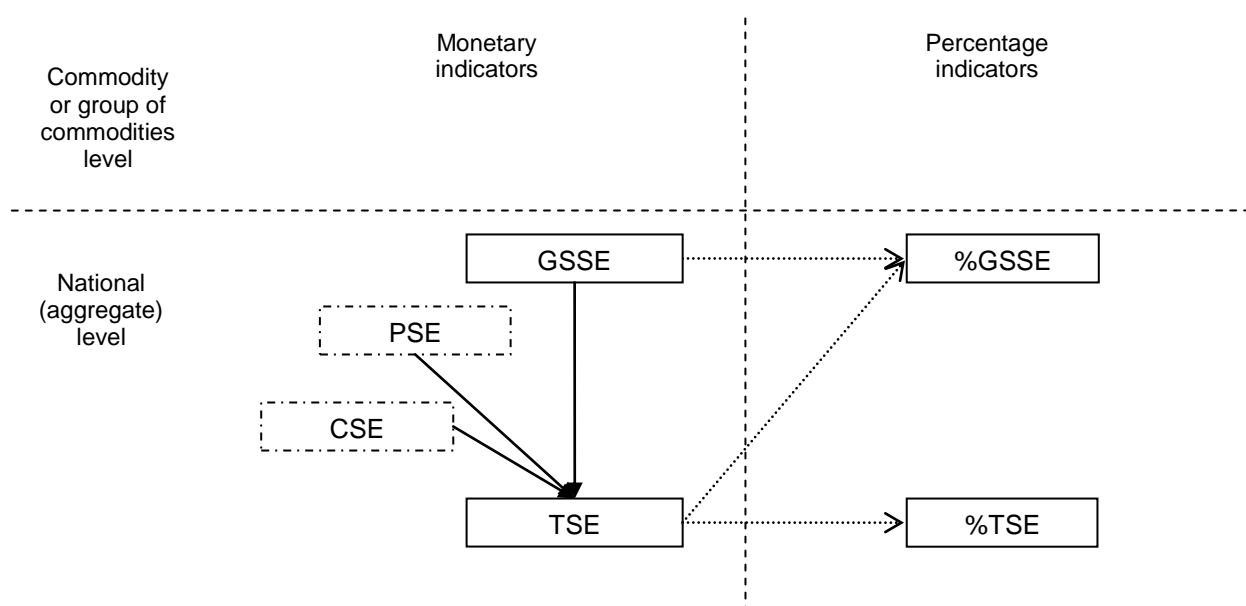 Monetary
indicators
Percentage
indicators
Commodity
or group of
commodities
level
GSSE
%GSSE
National
(aggregate)
level
PSE
CSE
TSE
%TSE